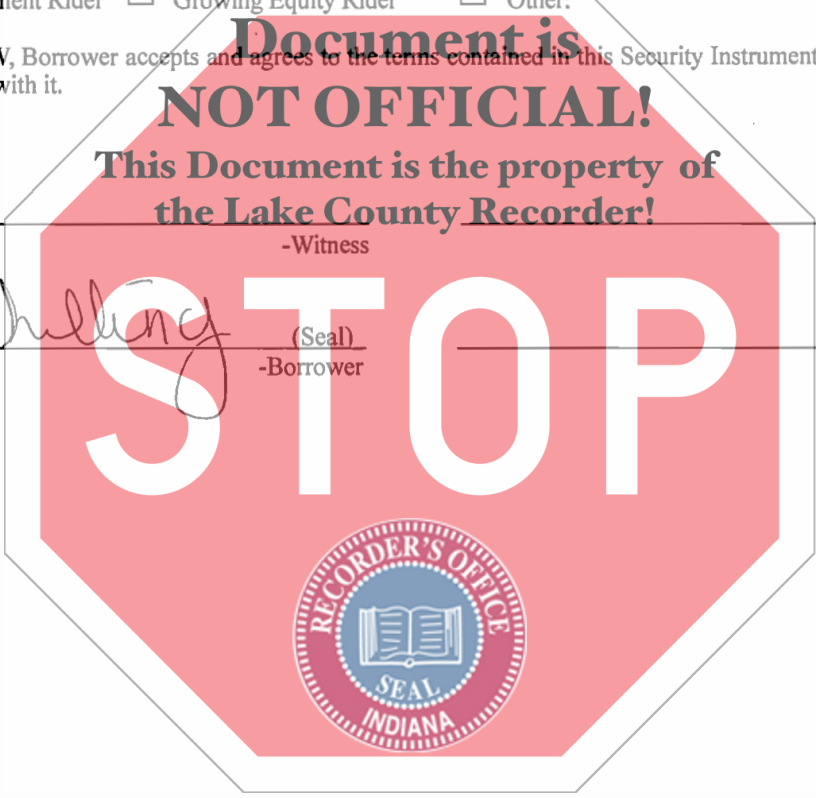 ent Rider ☐ Growing Equity Rider ☐ Other:
Document is
, Borrower accepts and agrees to the terms contained in this Security Instrument
with it.
NOT OFFICIAL!
This Document is the property of
the Lake County Recorder!
-Witness
(Seal)
-Borrower
STOP
RECORDER'S OFFICE
SEAL
INDIANA